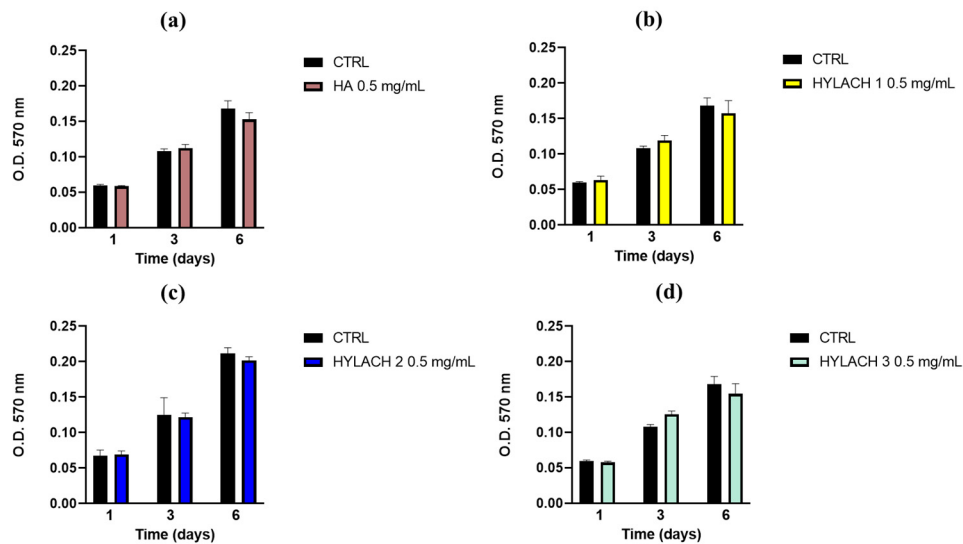 (a)
0.25
0.20
0.15
0.10
0.05
0.00
O.D. 570 nm
1 3 6
Time (days)
CTRL
HA 0.5 mg/mL
(b)
0.25
0.20
0.15
0.10
0.05
0.00
O.D. 570 nm
1 3 6
Time (days)
CTRL
HYLACH 1 0.5 mg/mL
(c)
0.25
0.20
0.15
0.10
0.05
0.00
O.D. 570 nm
1 3 6
Time (days)
CTRL
HYLACH 2 0.5 mg/mL
(d)
0.25
0.20
0.15
0.10
0.05
0.00
O.D. 570 nm
1 3 6
Time (days)
CTRL
HYLACH 3 0.5 mg/mL